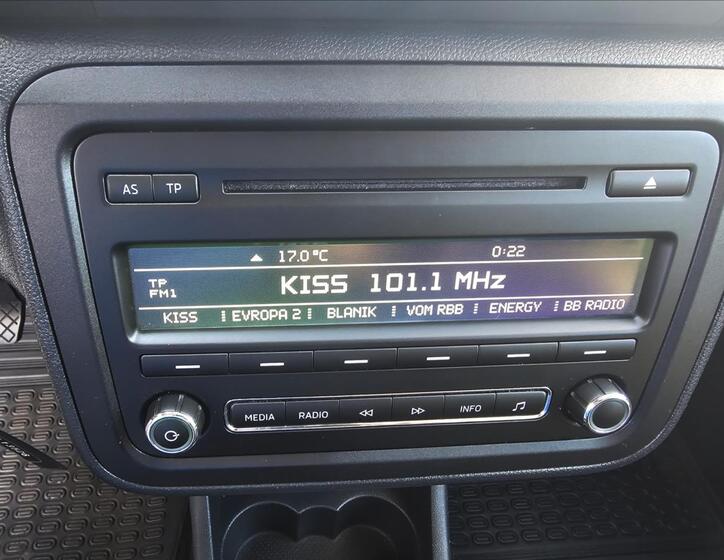 AS TP
17.0°C 0:22
TP
FM1
KISS 101.1 MHz
KISS EVROPA 2 BLANIK VOM RBB ENERGY BB RADIO
MEDIA RADIO INFO